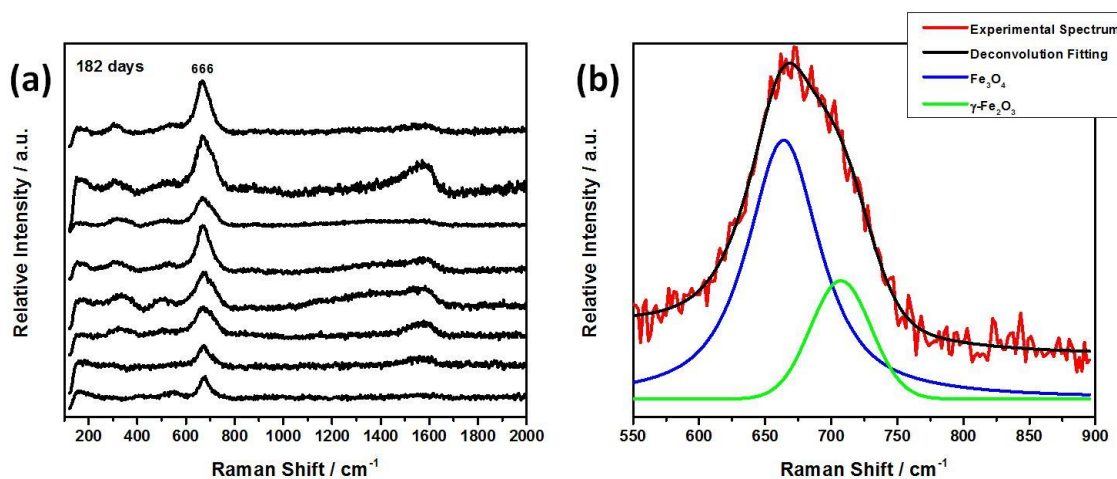 (a)
182 days
666
Relative Intensity / a.u.
200 400 600 800 1000 1200 1400 1600 1800 2000
Raman Shift / cm⁻¹
(b)
Experimental Spectrum
Deconvolution Fitting
Fe₃O₄
γ-Fe₂O₃
Relative Intensity / a.u.
550 600 650 700 750 800 850 900
Raman Shift / cm⁻¹